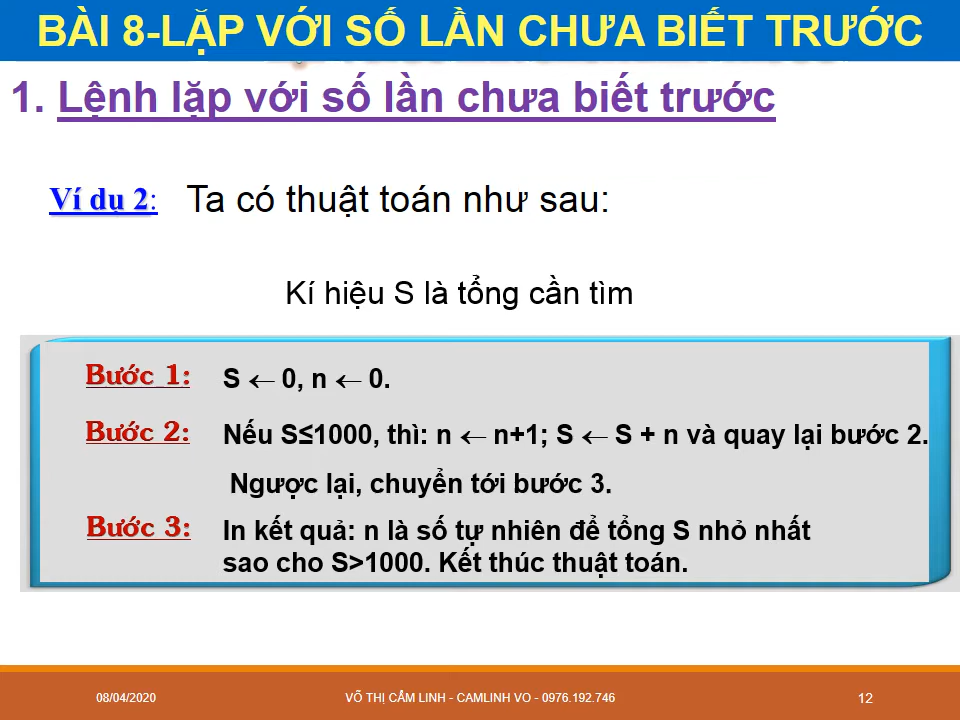 BÀI 8-LẶP VỚI SỐ LẦN CHƯA BIẾT TRƯỚC
1. Lệnh lặp với số lần chưa biết trước
Ví dụ 2: Ta có thuật toán như sau:
Kí hiệu S là tổng cần tìm
Bước 1: S ← 0, n ← 0.
Bước 2: Nếu S≤1000, thì: n ← n+1; S ← S + n và quay lại bước 2.
Ngược lại, chuyển tới bước 3.
Bước 3: In kết quả: n là số tự nhiên để tổng S nhỏ nhất
sao cho S>1000. Kết thúc thuật toán.
08/04/2020 VÕ THỊ CẨM LINH - CAMLINH VO - 0976.192.746 12